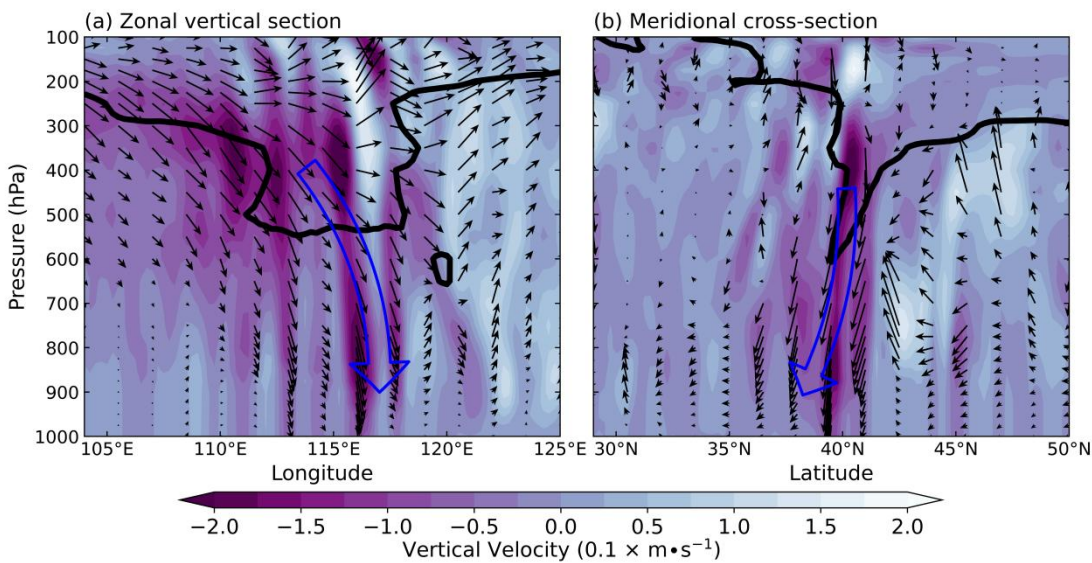 (a) Zonal vertical section
(b) Meridional cross-section
100
200
300
400
500
600
700
800
900
1000
Pressure (hPa)
105°E 110°E 115°E 120°E 125°E
29°N 35°N 40°N 45°N 50°N
Longitude
Latitude
−2.0 −1.5 −1.0 −0.5 0.0 0.5 1.0 1.5 2.0
Vertical Velocity (0.1 × m•s⁻¹)